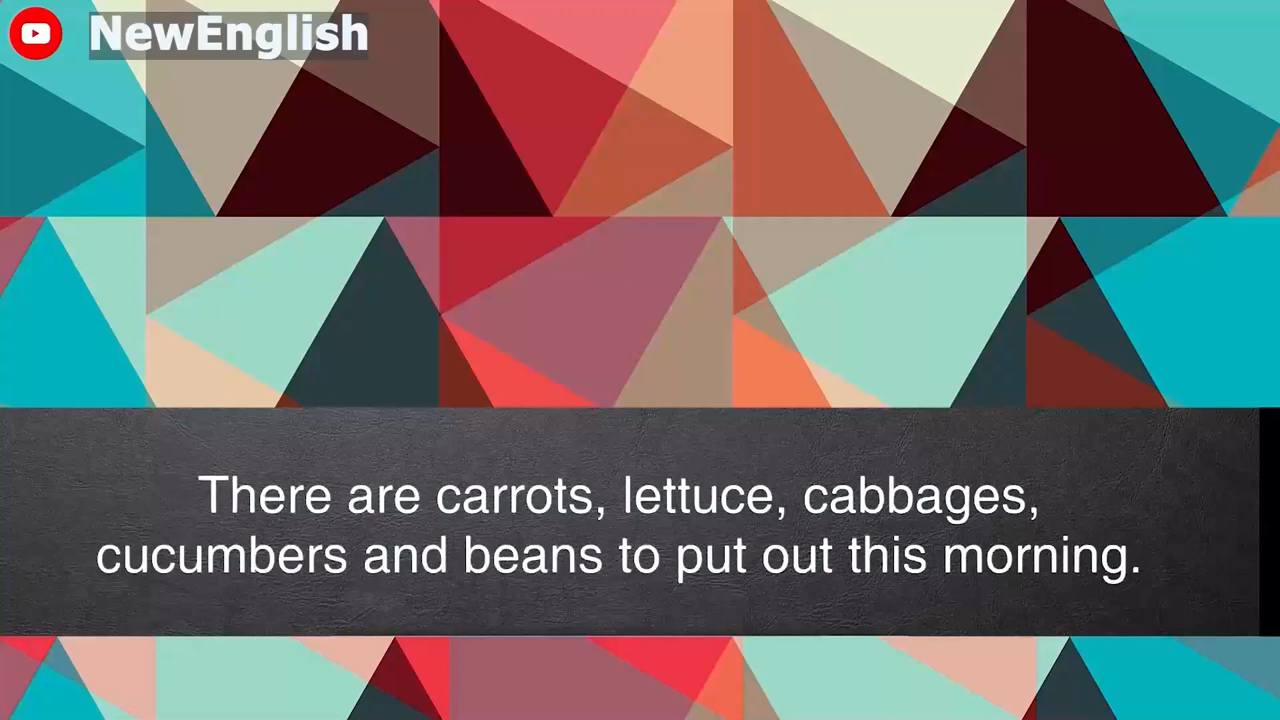 NewEnglish
There are carrots, lettuce, cabbages,
cucumbers and beans to put out this morning.